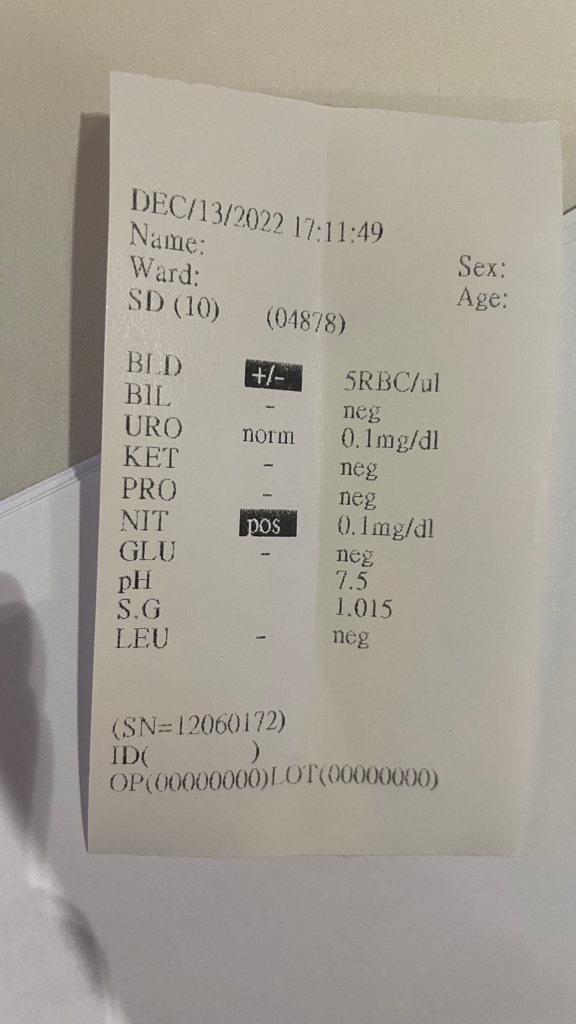 DEC/13/2022 17:11:49
Name: Sex:
Ward: Age:
SD (10) (04878)
BLD +/- 5RBC/ul
BIL - neg
URO norm 0.1mg/dl
KET - neg
PRO - neg
NIT pos 0.1mg/dl
GLU - neg
pH 7.5
S.G 1.015
LEU - neg
(SN=12060172)
ID( )
OP(00000000)LOT(00000000)